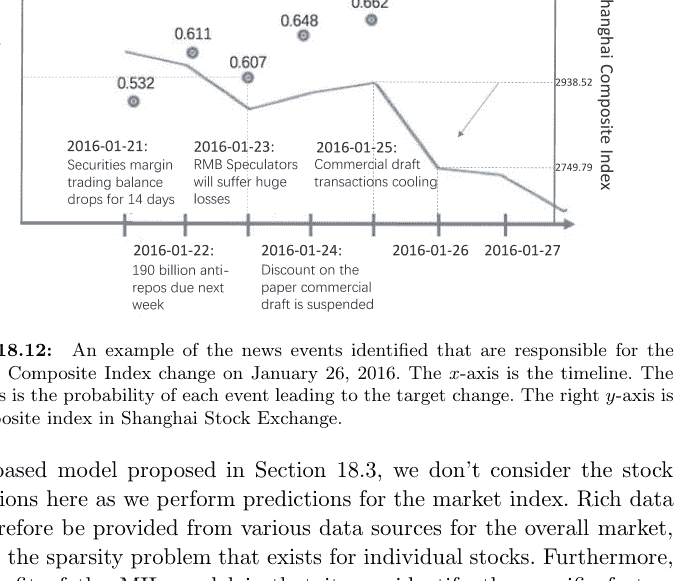 0.662
0.648
0.611
0.607
0.532
2938.52
2749.79
Shanghai Composite Index
2016-01-21:
Securities margin
trading balance
drops for 14 days
2016-01-23:
RMB Speculators
will suffer huge
losses
2016-01-25:
Commercial draft
transactions cooling
2016-01-22:
190 billion anti-
repos due next
week
2016-01-24:
Discount on the
paper commercial
draft is suspended
2016-01-26
2016-01-27
18.12: An example of the news events identified that are responsible for the
Composite Index change on January 26, 2016. The x-axis is the timeline. The
s is the probability of each event leading to the target change. The right y-axis is
posite index in Shanghai Stock Exchange.
based model proposed in Section 18.3, we don't consider the stock
ions here as we perform predictions for the market index. Rich data
refore be provided from various data sources for the overall market,
the sparsity problem that exists for individual stocks. Furthermore,